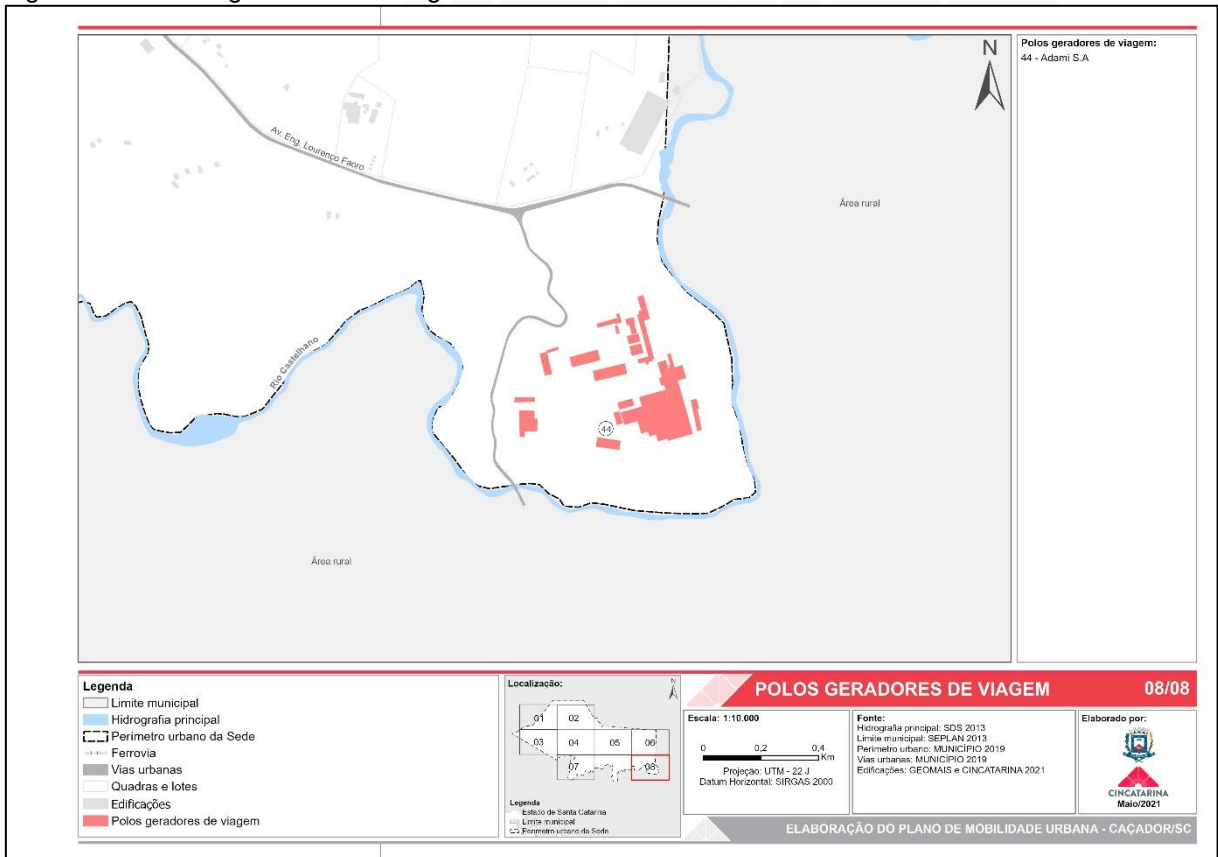 N
Polos geradores de viagem:
44 - Adami S.A
Av. Eng. Lourenço Faoro
Área rural
Rio Castelhano
44
Área rural
Legenda
Limite municipal
Hidrografia principal
Perímetro urbano da Sede
Ferrovia
Vias urbanas
Quadras e lotes
Edificações
Polos geradores de viagem
Localização:
N
01 02
03 04 05 06
07 08
Legenda
Estado de Santa Catarina
Limite municipal
Perímetro urbano da Sede
POLOS GERADORES DE VIAGEM 08/08
Escala: 1:10.000
0 0,2 0,4
Km
Projeção: UTM - 22 J
Datum Horizontal: SIRGAS 2000
Fonte:
Hidrografia principal: SDS 2013
Limite municipal: SEPLAN 2013
Perímetro urbano: MUNICÍPIO 2019
Vias urbanas: MUNICÍPIO 2019
Edificações: GEOMAIS e CINCATARINA 2021
Elaborado por:
CINCATARINA
Maio/2021
ELABORAÇÃO DO PLANO DE MOBILIDADE URBANA - CAÇADOR/SC